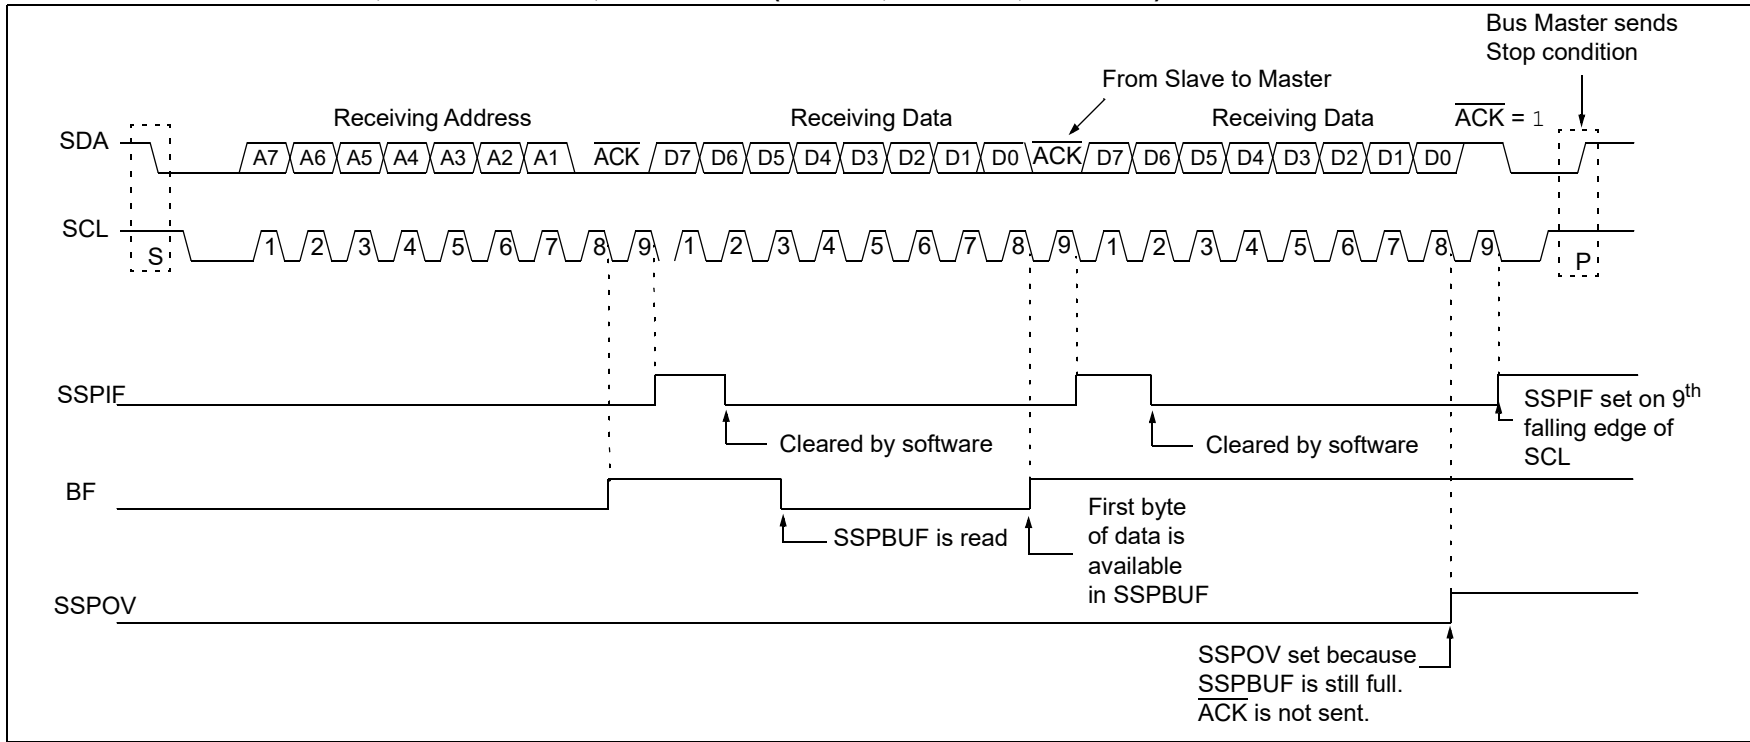 Bus Master sends
Stop condition
From Slave to Master
Receiving Address
Receiving Data
Receiving Data
ACK = 1
SDA
A7 A6 A5 A4 A3 A2 A1 ACK D7 D6 D5 D4 D3 D2 D1 D0 ACK D7 D6 D5 D4 D3 D2 D1 D0
SCL
S 1 2 3 4 5 6 7 8 9 1 2 3 4 5 6 7 8 9 1 2 3 4 5 6 7 8 9 P
SSPIF
Cleared by software
Cleared by software
SSPIF set on 9th
falling edge of
SCL
BF
SSPBUF is read
First byte
of data is
available
in SSPBUF
SSPOV
SSPOV set because
SSPBUF is still full.
ACK is not sent.